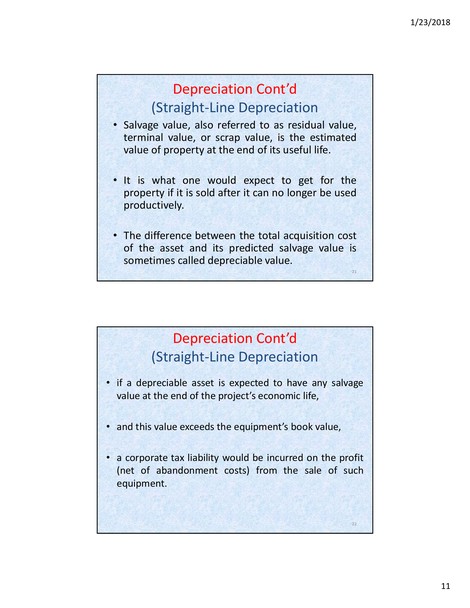 1/23/2018
Depreciation Cont’d
(Straight-Line Depreciation
• Salvage value, also referred to as residual value,
terminal value, or scrap value, is the estimated
value of property at the end of its useful life.
• It is what one would expect to get for the
property if it is sold after it can no longer be used
productively.
• The difference between the total acquisition cost
of the asset and its predicted salvage value is
sometimes called depreciable value.
Depreciation Cont’d
(Straight-Line Depreciation
• if a depreciable asset is expected to have any salvage
value at the end of the project’s economic life,
• and this value exceeds the equipment’s book value,
• a corporate tax liability would be incurred on the profit
(net of abandonment costs) from the sale of such
equipment.
11